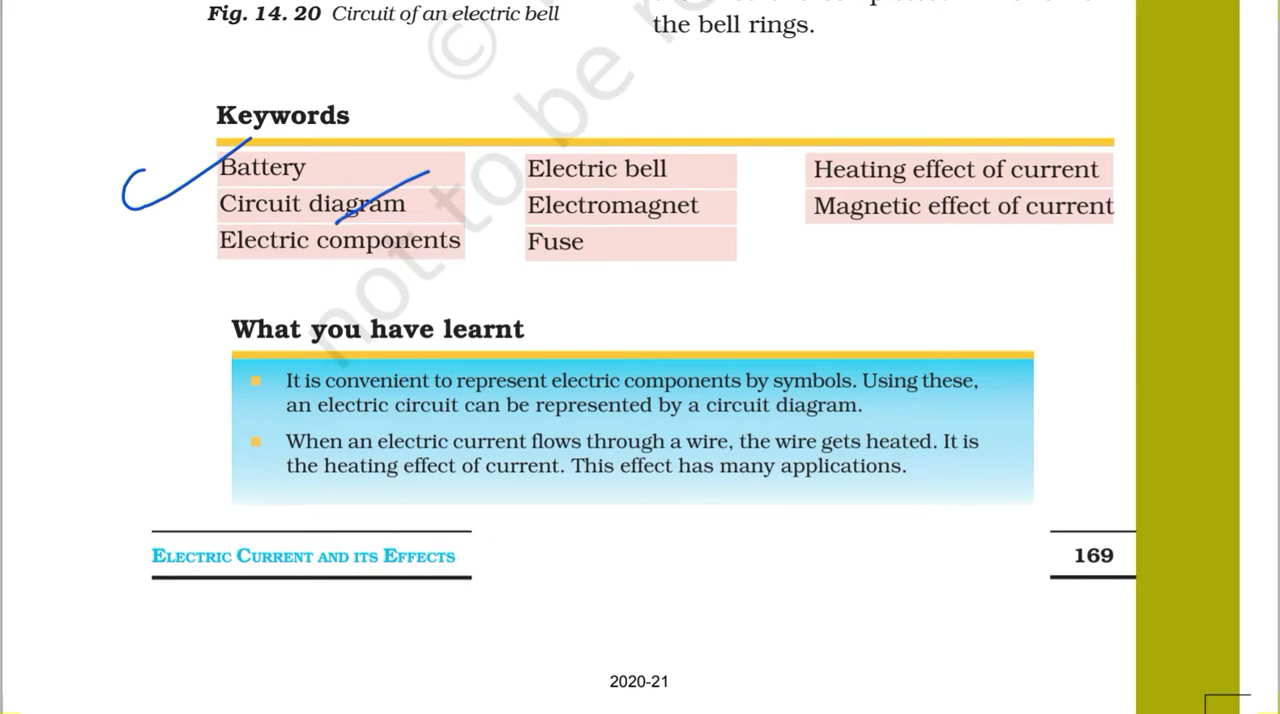 Fig. 14. 20 Circuit of an electric bell
the bell rings.
© not to be re
Keywords
Battery
Circuit diagram
Electric components
Electric bell
Electromagnet
Fuse
Heating effect of current
Magnetic effect of current
What you have learnt
It is convenient to represent electric components by symbols. Using these,
an electric circuit can be represented by a circuit diagram.
When an electric current flows through a wire, the wire gets heated. It is
the heating effect of current. This effect has many applications.
ELECTRIC CURRENT AND ITS EFFECTS
169
2020-21